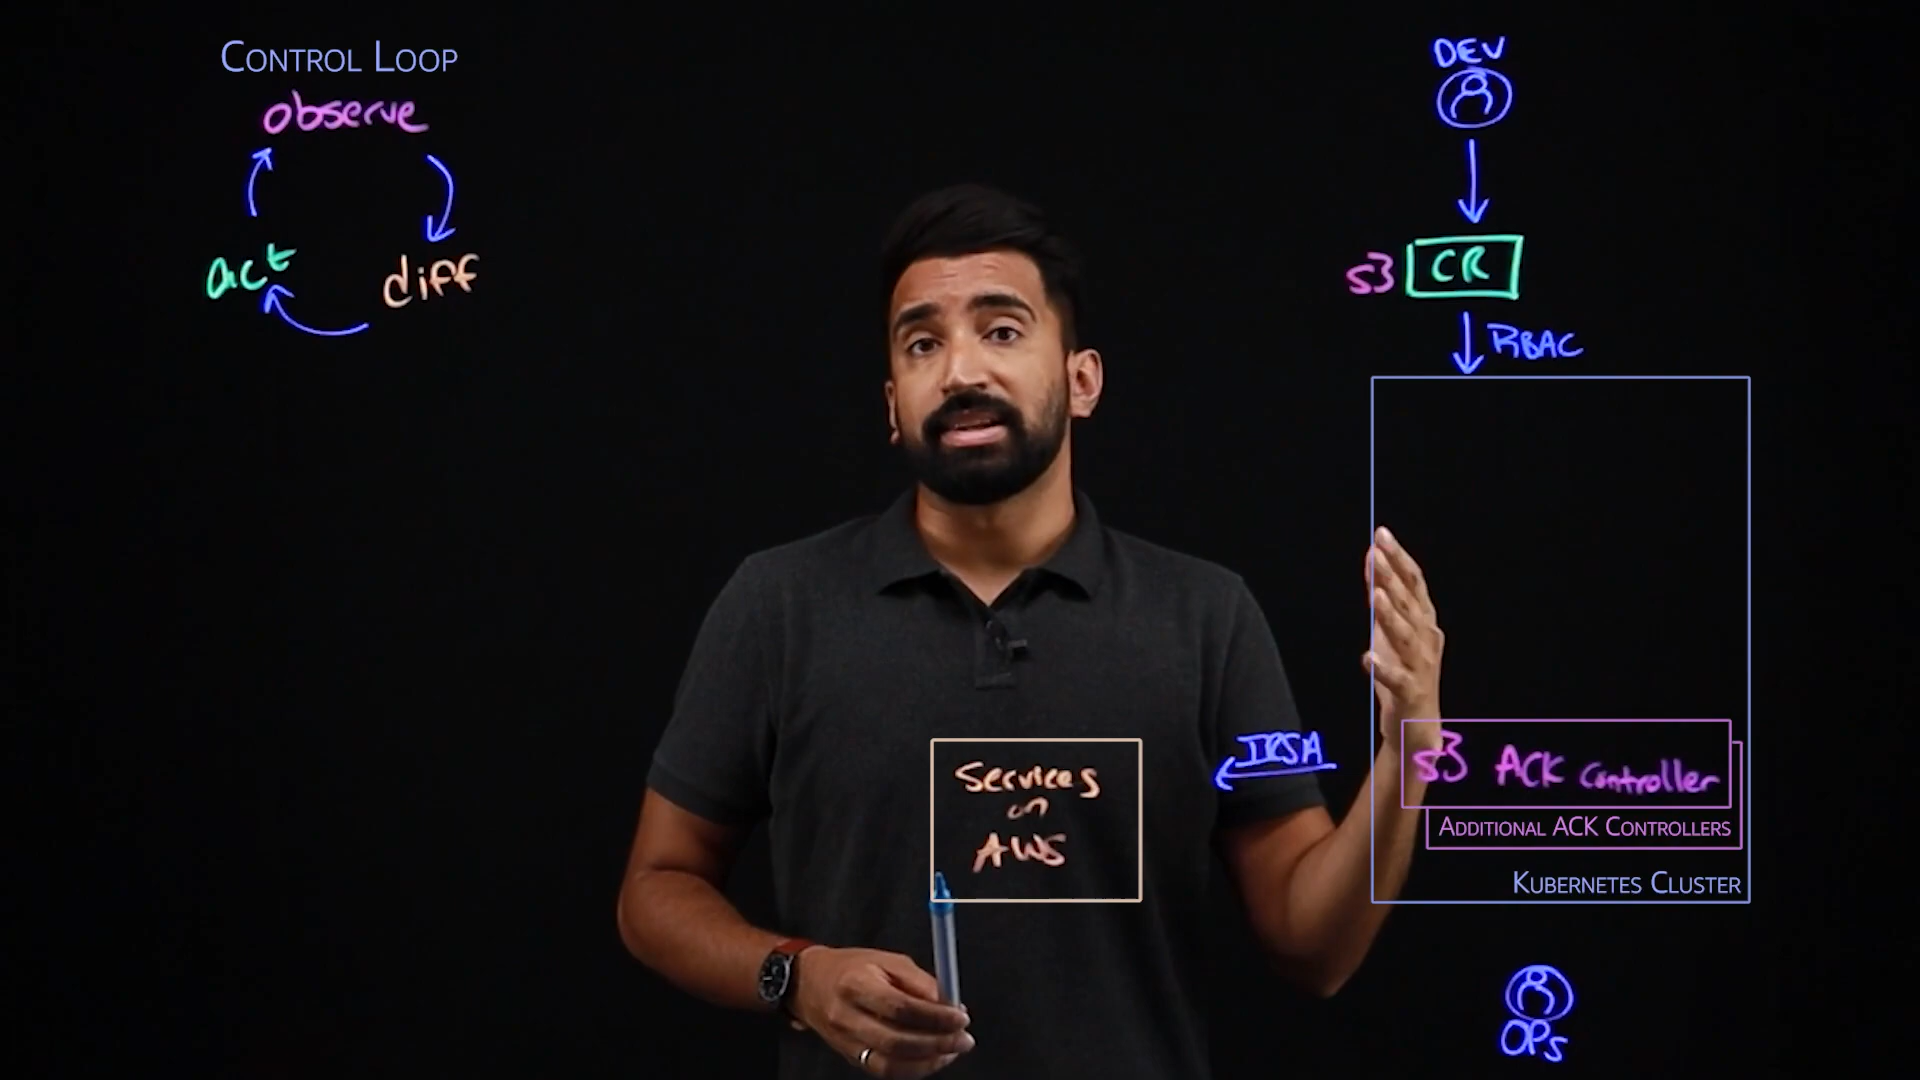 CONTROL LOOP
observe
act
diff
DEV
S3 CR
RBAC
IRSA
Services
on
AWS
S3 ACK Controller
ADDITIONAL ACK CONTROLLERS
KUBERNETES CLUSTER
OPs